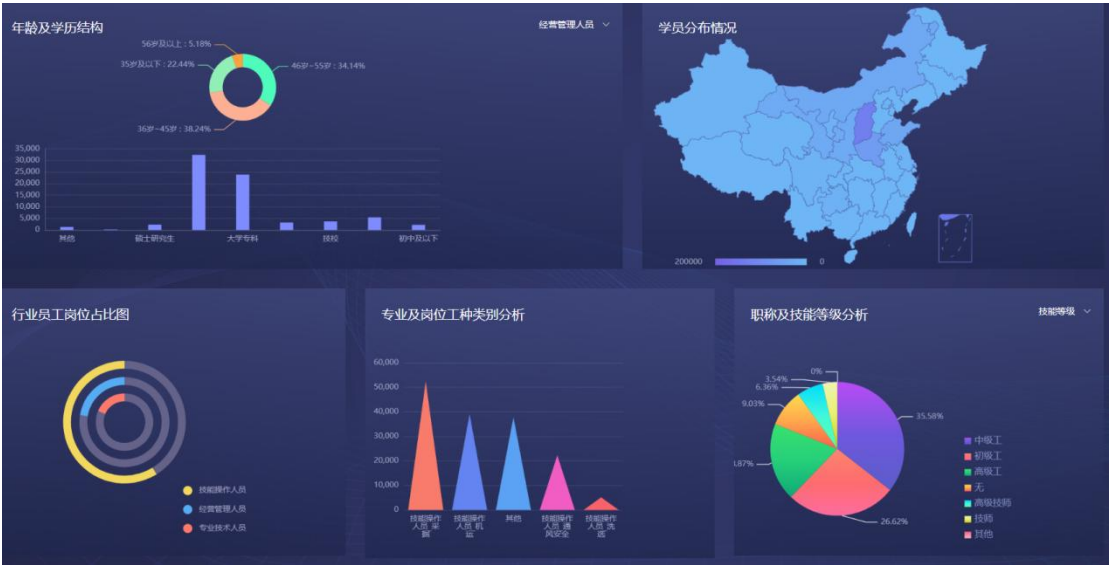 年龄及学历结构
经营管理人员
56岁及以上 : 5.18%
35岁及以下 : 22.44%
46岁~55岁 : 34.14%
36岁~45岁 : 38.24%
35,000
30,000
25,000
20,000
15,000
10,000
5,000
0
其他
硕士研究生
大学专科
技校
初中及以下
学员分布情况
200000
0
行业员工岗位占比图
技能操作人员
经营管理人员
专业技术人员
专业及岗位工种类别分析
60,000
50,000
40,000
30,000
20,000
10,000
0
技能操作
人员 采
掘
技能操作
人员 机
运
其他
技能操作
人员 通
风安全
技能操作
人员 洗
选
职称及技能等级分析
技能等级
0%
3.54%
6.36%
9.03%
35.58%
.87%
26.62%
中级工
初级工
高级工
无
高级技师
技师
其他